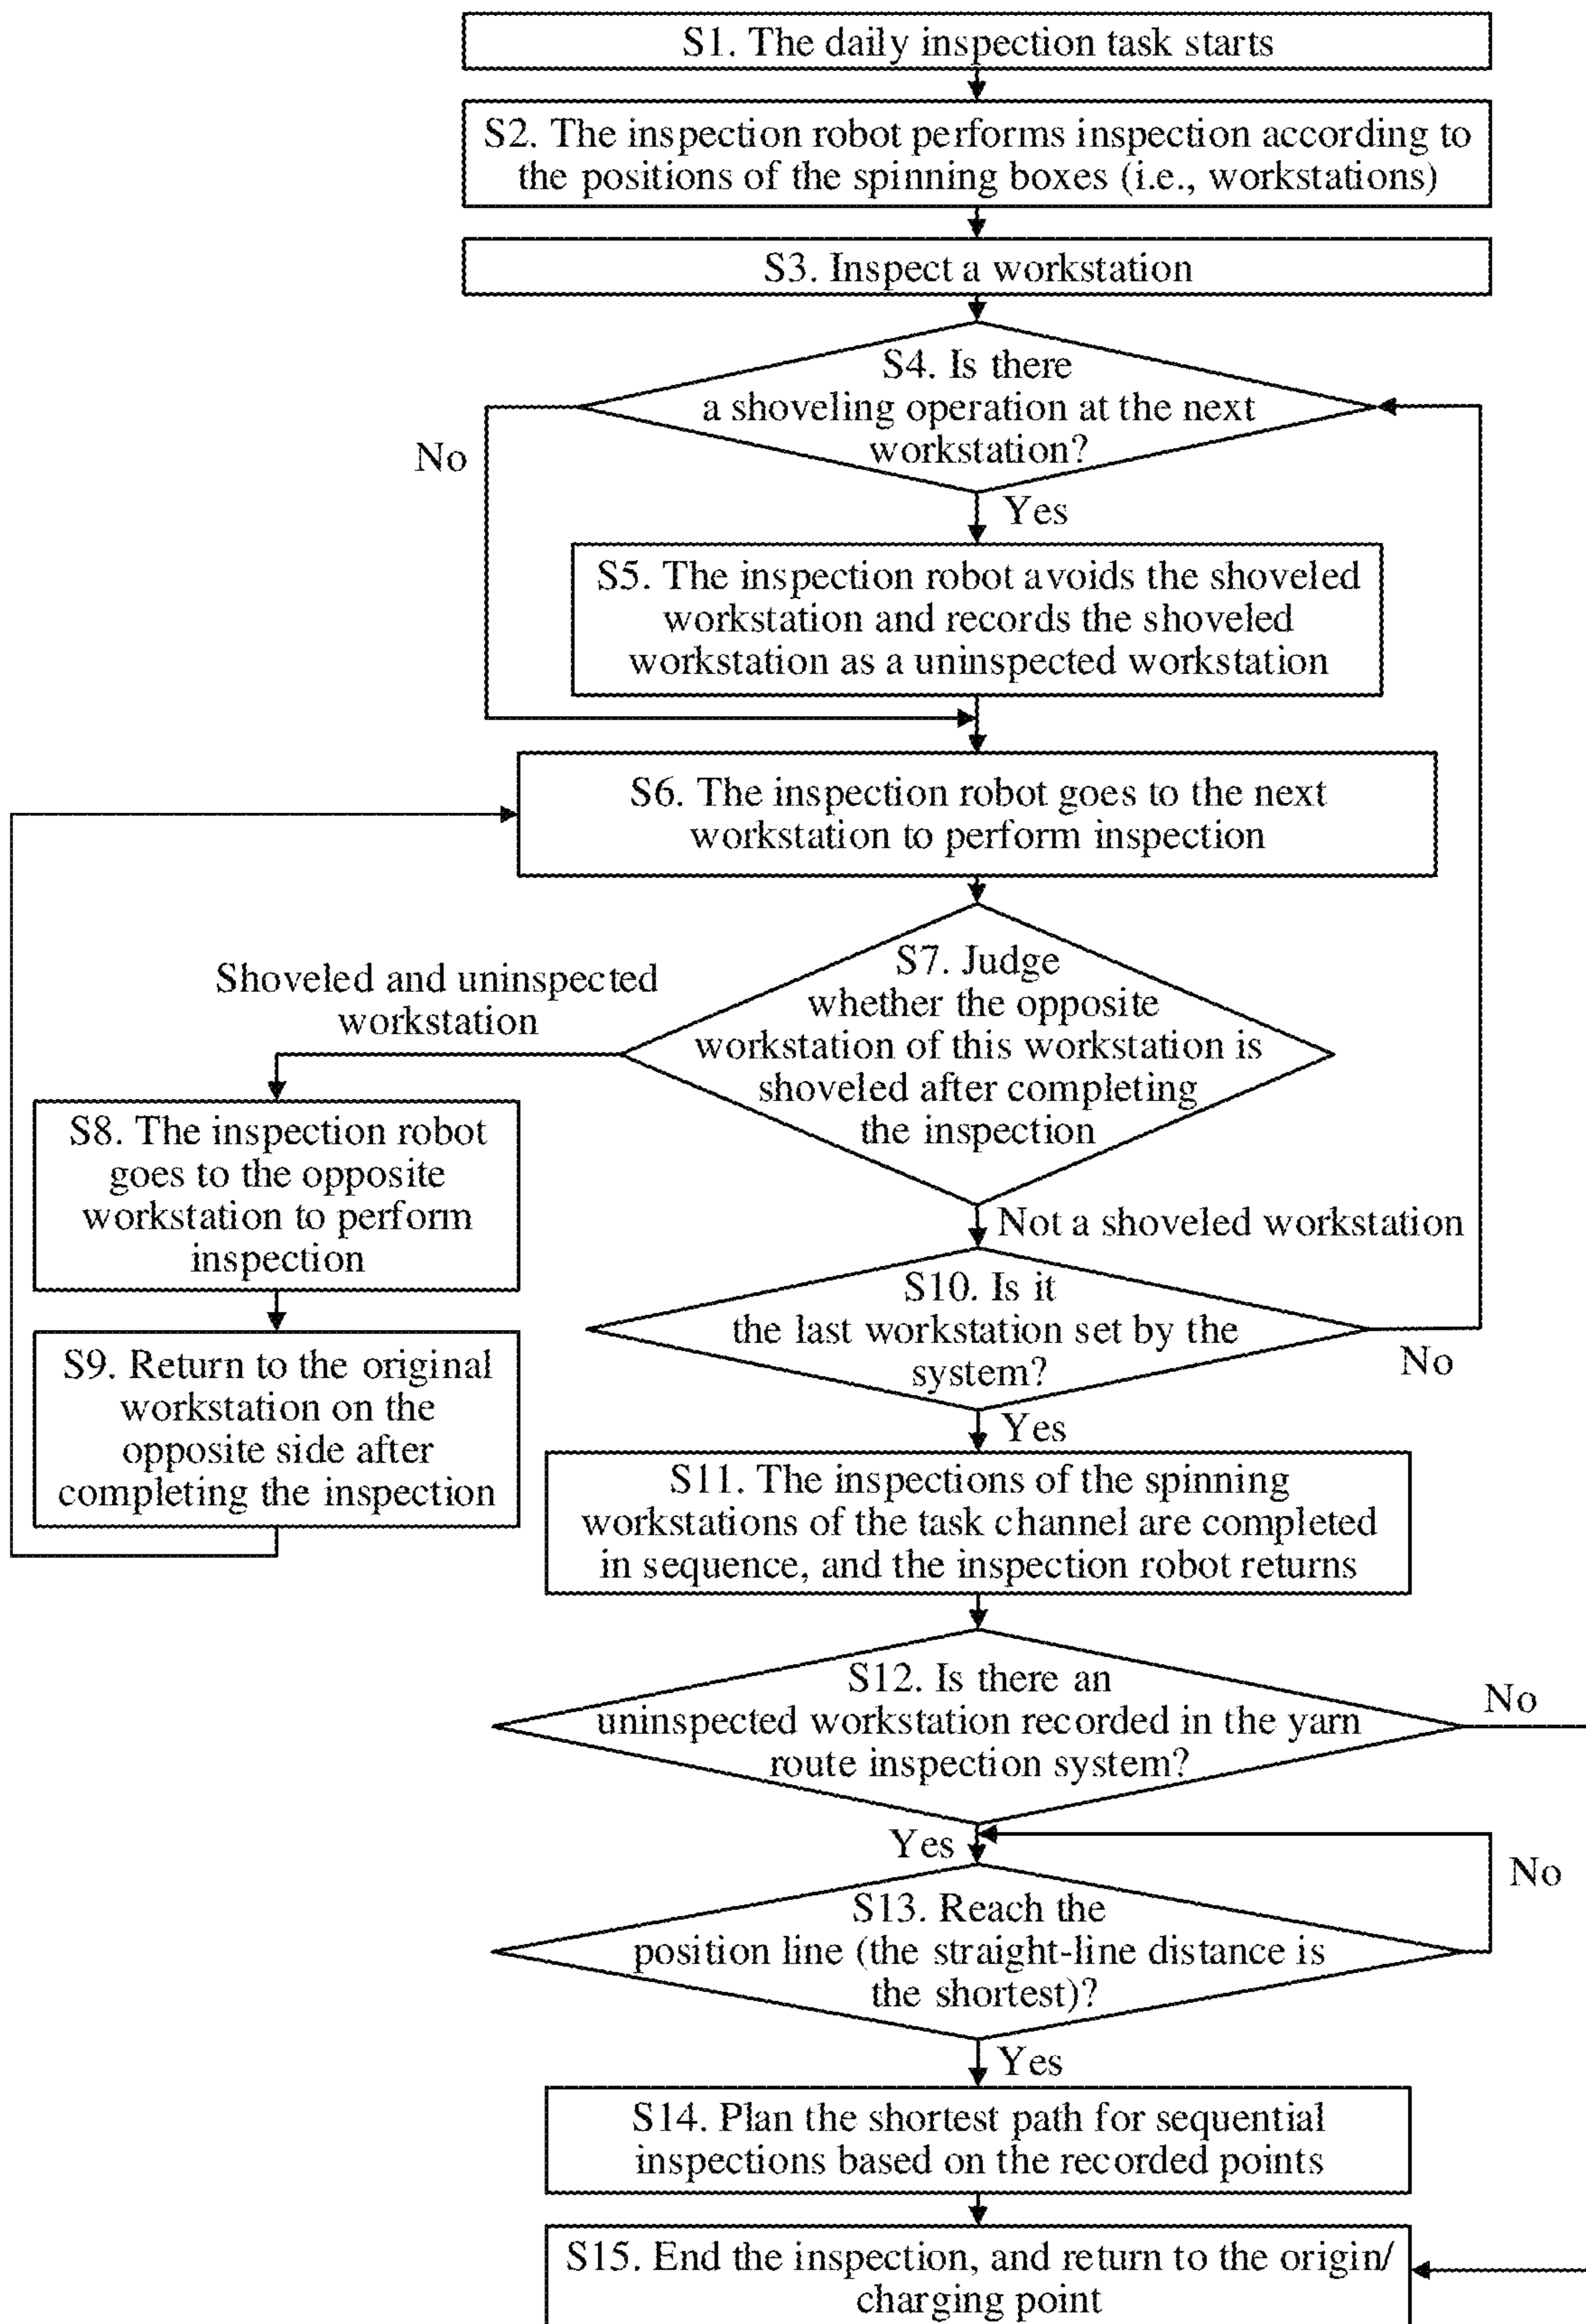 S1. The daily inspection task starts
S2. The inspection robot performs inspection according to
the positions of the spinning boxes (i.e., workstations)
S3. Inspect a workstation
S4. Is there
a shoveling operation at the next
workstation?
No
Yes
S5. The inspection robot avoids the shoveled
workstation and records the shoveled
workstation as a uninspected workstation
S6. The inspection robot goes to the next
workstation to perform inspection
S7. Judge
whether the opposite
workstation of this workstation is
shoveled after completing
the inspection
Shoveled and uninspected
workstation
S8. The inspection robot
goes to the opposite
workstation to perform
inspection
S9. Return to the original
workstation on the
opposite side after
completing the inspection
Not a shoveled workstation
S10. Is it
the last workstation set by the
system?
No
Yes
S11. The inspections of the spinning
workstations of the task channel are completed
in sequence, and the inspection robot returns
S12. Is there an
uninspected workstation recorded in the yarn
route inspection system?
No
Yes
S13. Reach the
position line (the straight-line distance is
the shortest)?
No
Yes
S14. Plan the shortest path for sequential
inspections based on the recorded points
S15. End the inspection, and return to the origin/
charging point